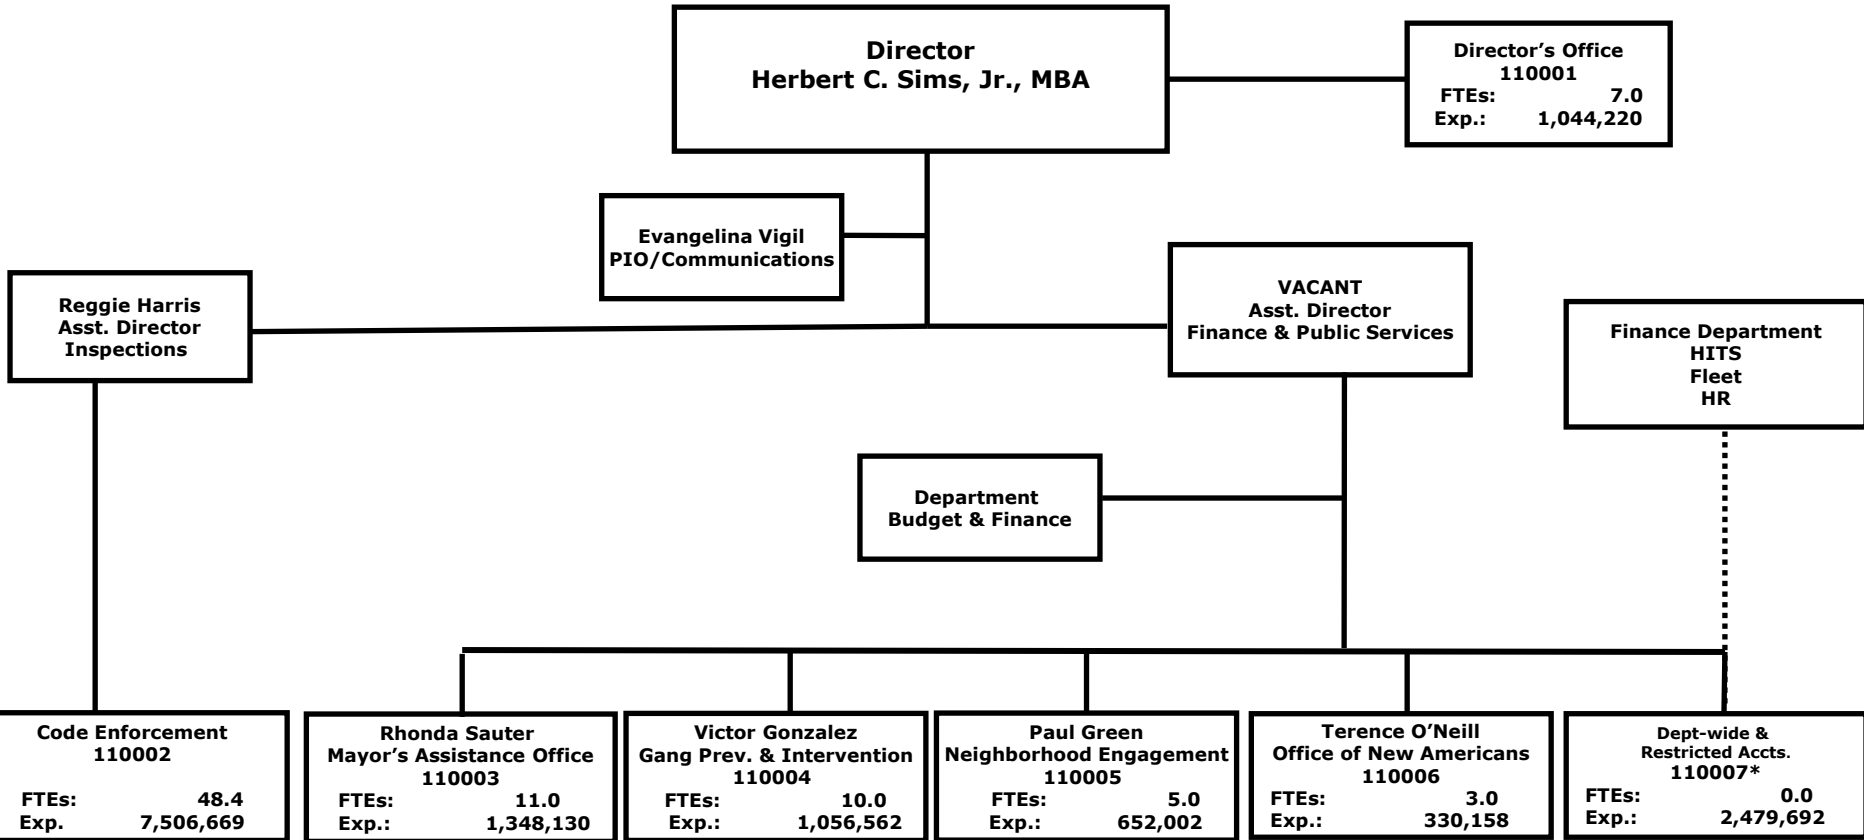 Director
Herbert C. Sims, Jr., MBA
Director’s Office
110001
FTEs: 7.0
Exp.: 1,044,220
Evangelina Vigil
PIO/Communications
Reggie Harris
Asst. Director
Inspections
VACANT
Asst. Director
Finance & Public Services
Finance Department
HITS
Fleet
HR
Department
Budget & Finance
Code Enforcement
110002
FTEs: 48.4
Exp. 7,506,669
Rhonda Sauter
Mayor’s Assistance Office
110003
FTEs: 11.0
Exp.: 1,348,130
Victor Gonzalez
Gang Prev. & Intervention
110004
FTEs: 10.0
Exp.: 1,056,562
Paul Green
Neighborhood Engagement
110005
FTEs: 5.0
Exp.: 652,002
Terence O’Neill
Office of New Americans
110006
FTEs: 3.0
Exp.: 330,158
Dept-wide &
Restricted Accts.
110007*
FTEs: 0.0
Exp.: 2,479,692